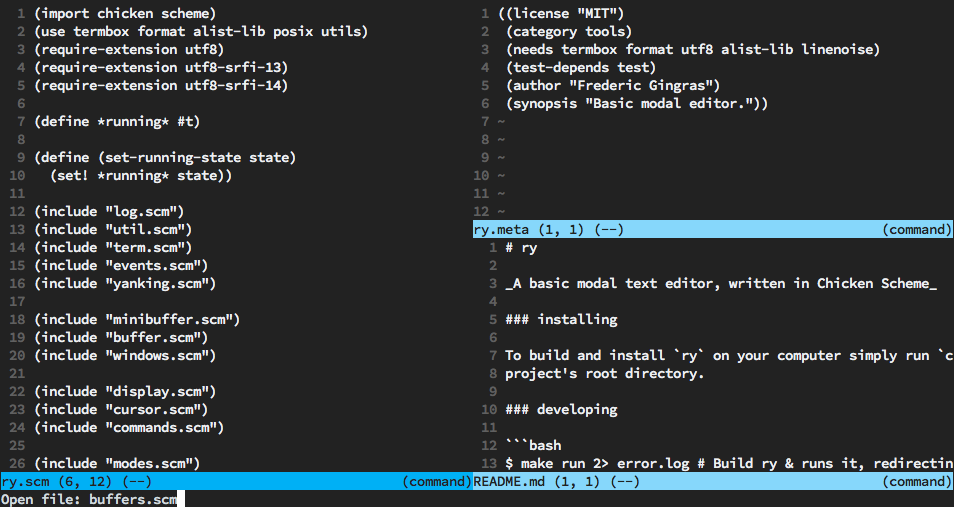 1 (import chicken scheme)
2 (use termbox format alist-lib posix utils)
3 (require-extension utf8)
4 (require-extension utf8-srfi-13)
5 (require-extension utf8-srfi-14)
6
7 (define *running* #t)
8
9 (define (set-running-state state)
10   (set! *running* state))
11
12 (include "log.scm")
13 (include "util.scm")
14 (include "term.scm")
15 (include "events.scm")
16 (include "yanking.scm")
17
18 (include "minibuffer.scm")
19 (include "buffer.scm")
20 (include "windows.scm")
21
22 (include "display.scm")
23 (include "cursor.scm")
24 (include "commands.scm")
25
26 (include "modes.scm")
ry.scm (6, 12) (--) (command)
1 ((license "MIT")
2  (category tools)
3  (needs termbox format utf8 alist-lib linenoise)
4  (test-depends test)
5  (author "Frederic Gingras")
6  (synopsis "Basic modal editor."))
7 ~
8 ~
9 ~
10 ~
11 ~
12 ~
ry.meta (1, 1) (--) (command)
1 # ry
2
3 _A basic modal text editor, written in Chicken Scheme_
4
5 ### installing
6
7 To build and install `ry` on your computer simply run `c
8 project's root directory.
9
10 ### developing
11
12 ```bash
13 $ make run 2> error.log # Build ry & runs it, redirectin
README.md (1, 1) (--) (command)
Open file: buffers.scm